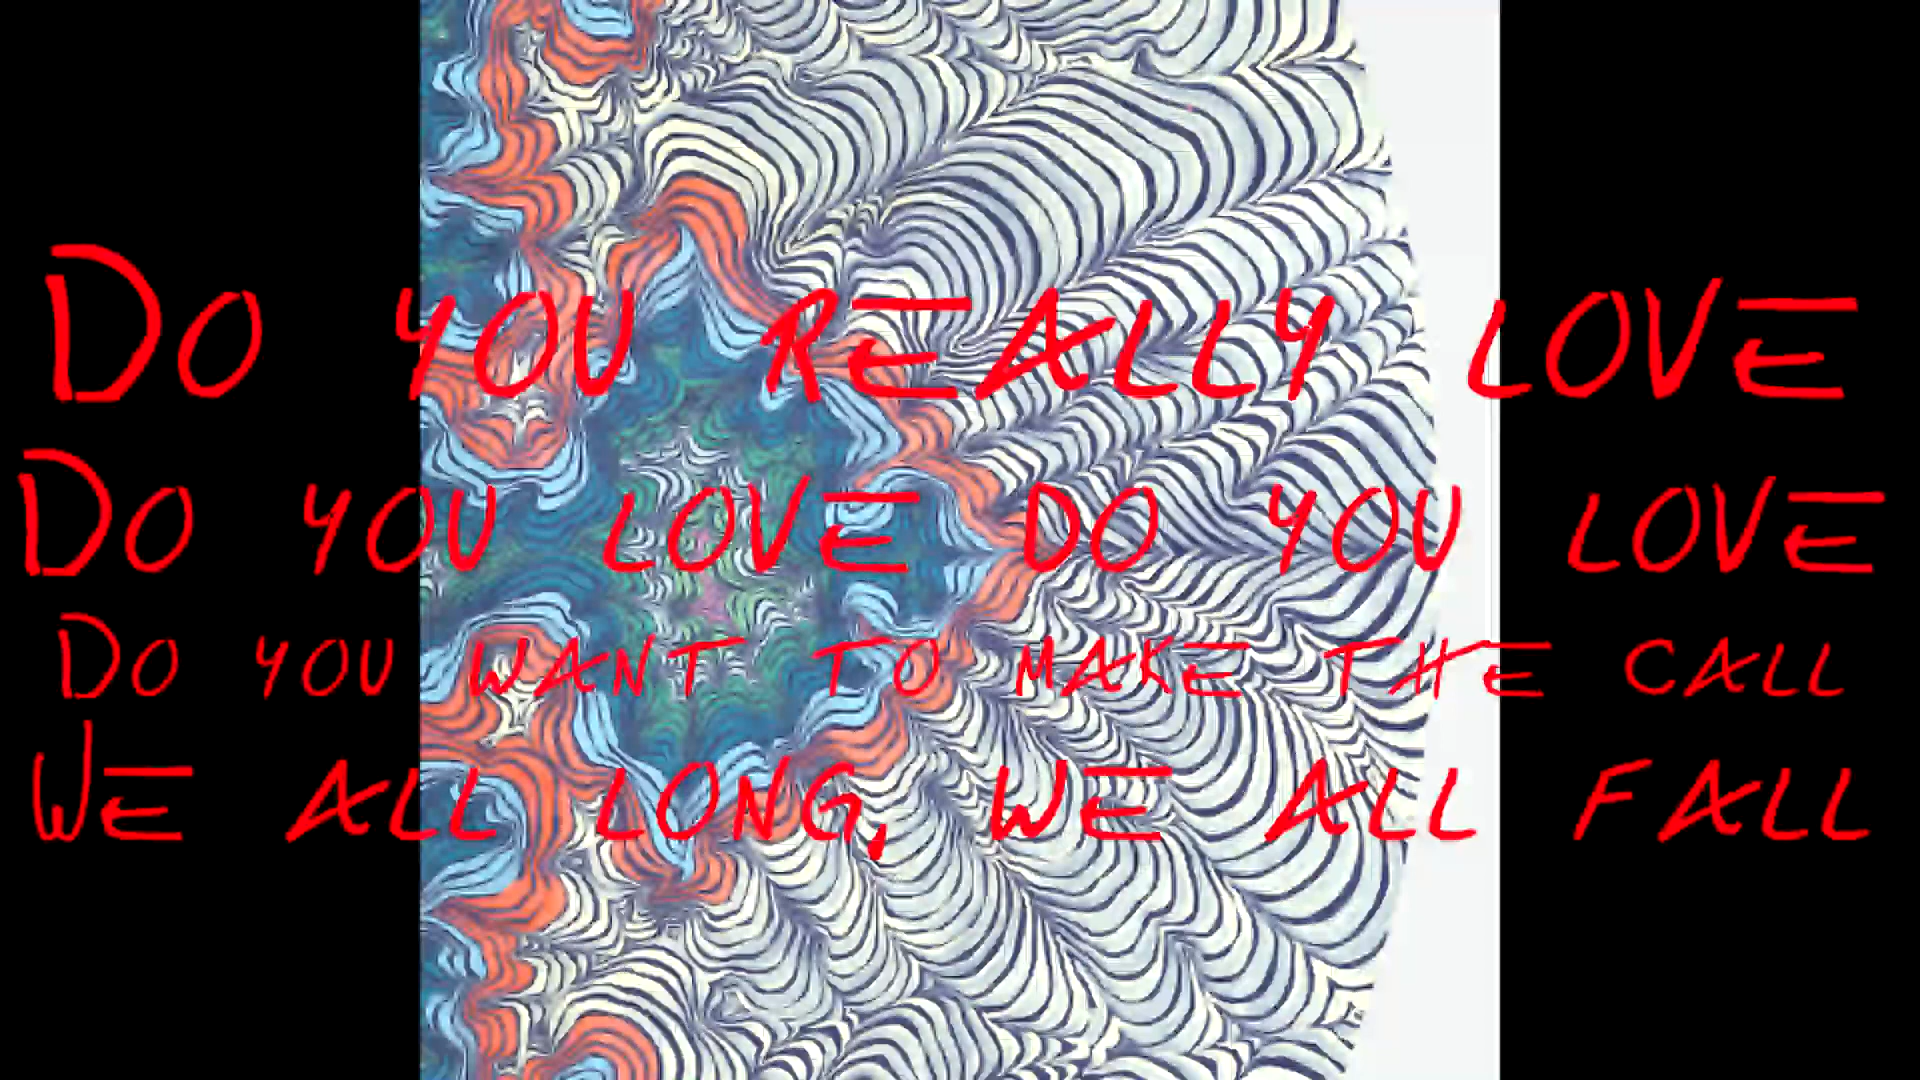 DO YOU REALLY LOVE
DO YOU LOVE DO YOU LOVE
DO YOU WANT TO MAKE THE CALL
WE ALL LONG, WE ALL FALL